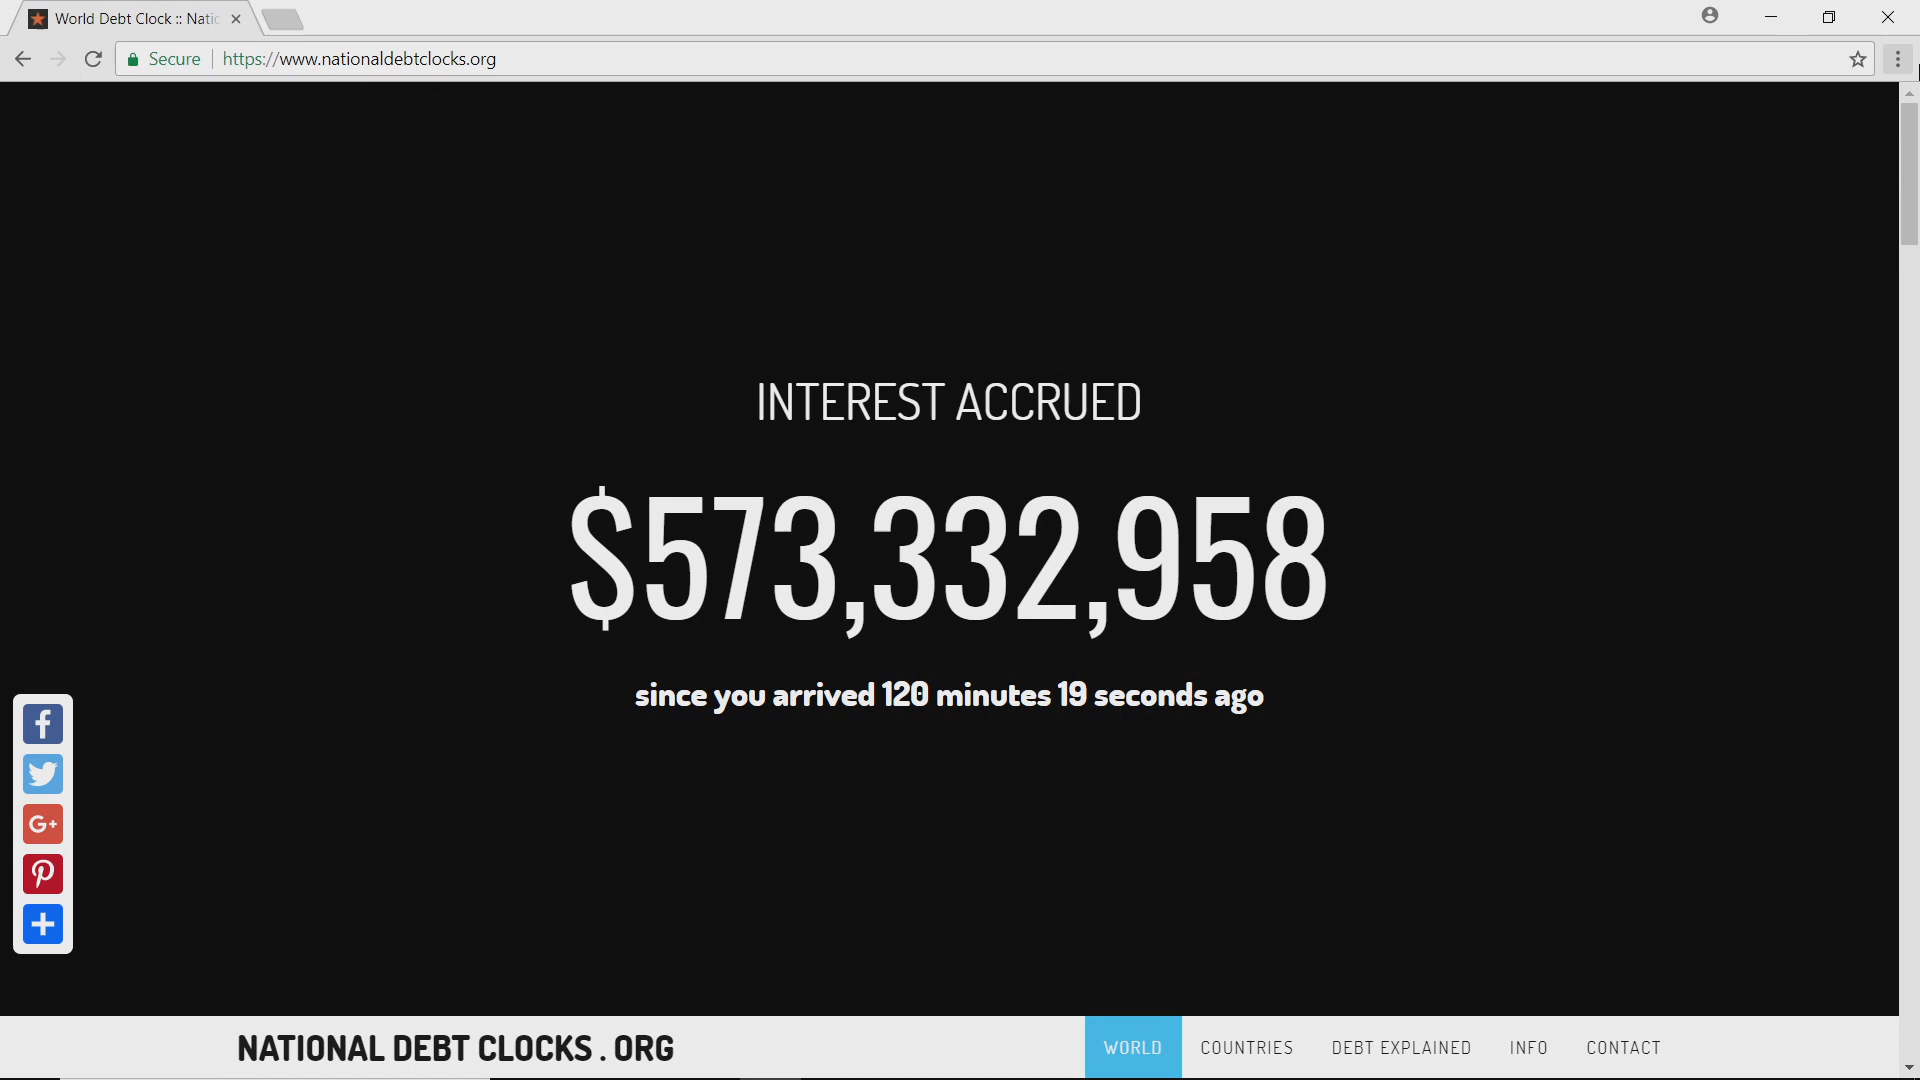 World Debt Clock :: Natio
Secure
https://www.nationaldebtclocks.org
INTEREST ACCRUED
$573,332,958
since you arrived 120 minutes 19 seconds ago
G+
NATIONAL DEBT CLOCKS . ORG
WORLD
COUNTRIES
DEBT EXPLAINED
INFO
CONTACT